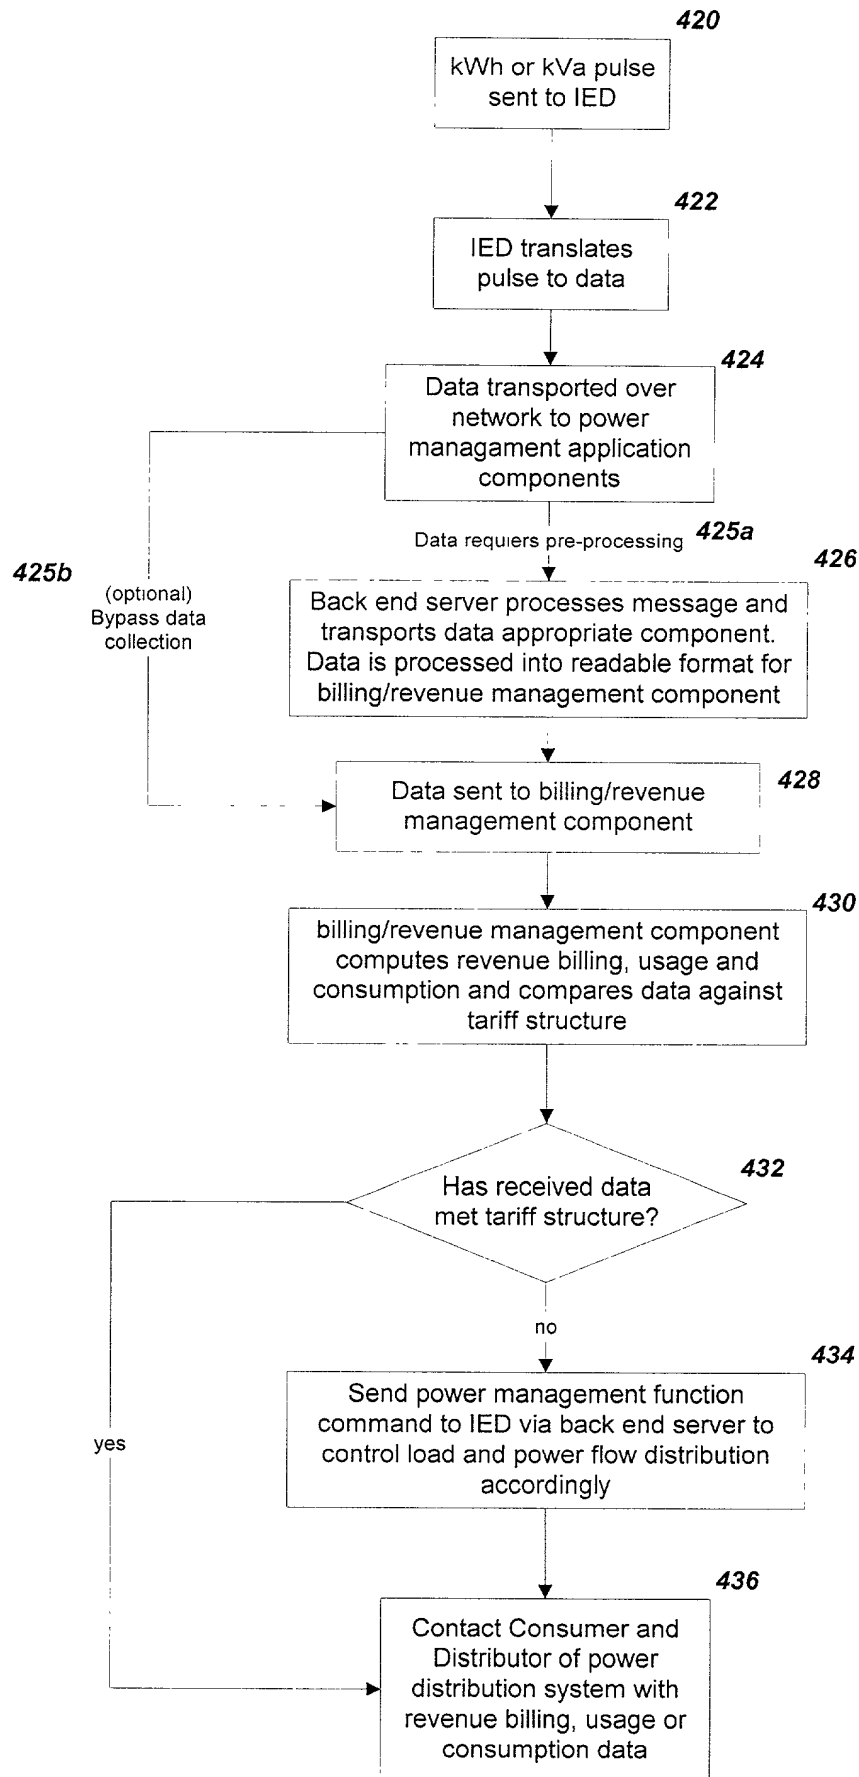 420
kWh or kVa pulse
sent to IED
422
IED translates
pulse to data
424
Data transported over
network to power
managament application
components
Data requiers pre-processing
425a
425b
(optional)
Bypass data
collection
426
Back end server processes message and
transports data appropriate component.
Data is processed into readable format for
billing/revenue management component
428
Data sent to billing/revenue
management component
430
billing/revenue management component
computes revenue billing, usage and
consumption and compares data against
tariff structure
432
Has received data
met tariff structure?
no
434
Send power management function
command to IED via back end server to
control load and power flow distribution
accordingly
yes
436
Contact Consumer and
Distributor of power
distribution system with
revenue billing, usage or
consumption data